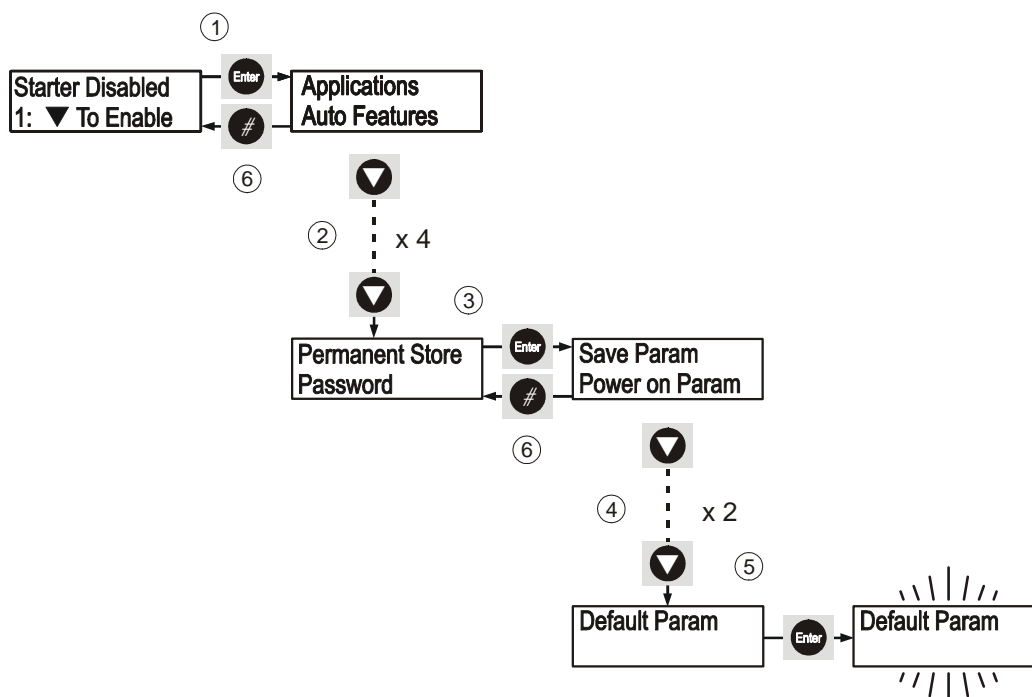 ①
Starter Disabled
1: ▼ To Enable
Enter
#
Applications
Auto Features
⑥
②
x 4
③
Permanent Store
Password
Enter
#
Save Param
Power on Param
⑥
④
x 2
⑤
Default Param
Enter
Default Param